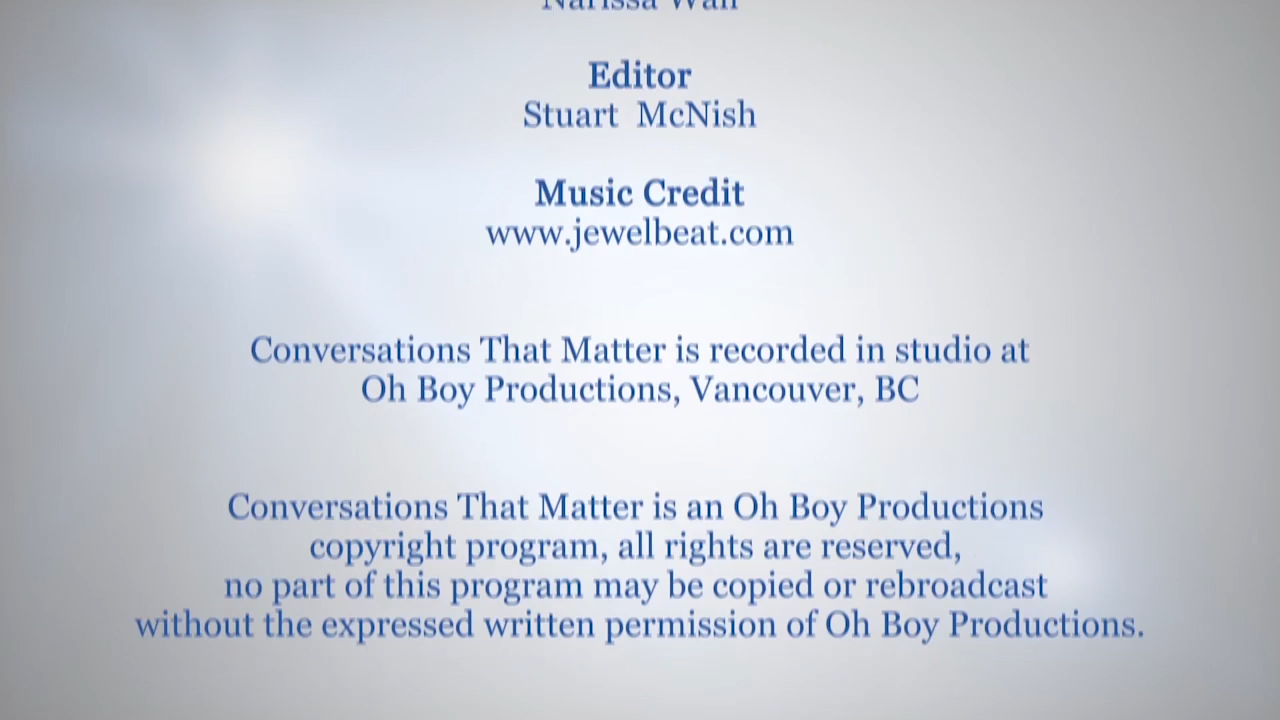 Editor
Stuart McNish
Music Credit
www.jewelbeat.com
Conversations That Matter is recorded in studio at
Oh Boy Productions, Vancouver, BC
Conversations That Matter is an Oh Boy Productions
copyright program, all rights are reserved,
no part of this program may be copied or rebroadcast
without the expressed written permission of Oh Boy Productions.